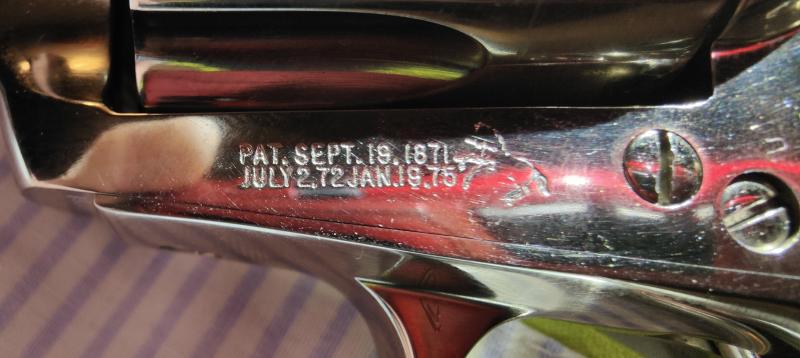 PAT. SEPT. 19. 1871.
JULY 2, 72 JAN. 19. 75